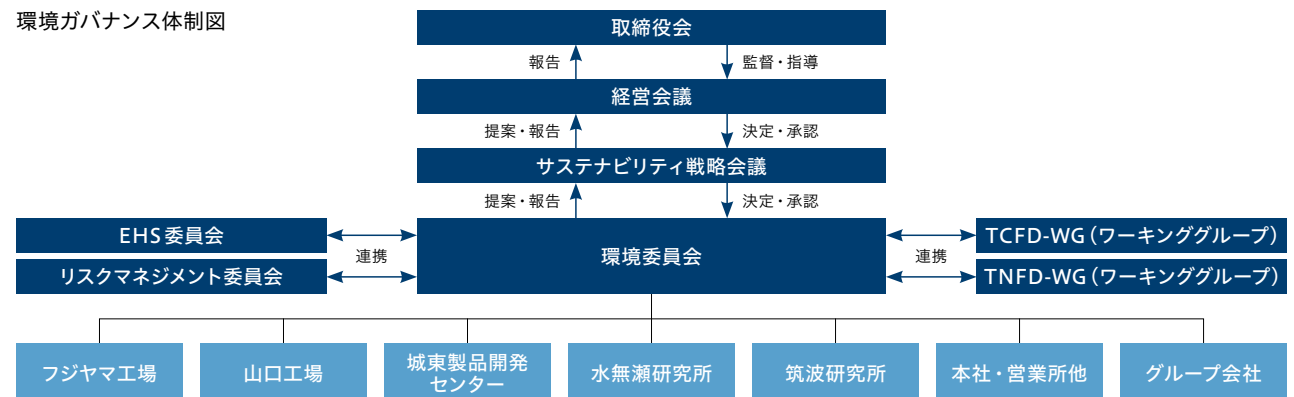 環境ガバナンス体制図
取締役会
報告
監督・指導
経営会議
提案・報告
決定・承認
サステナビリティ戦略会議
提案・報告
決定・承認
EHS委員会
リスクマネジメント委員会
連携
環境委員会
連携
TCFD-WG（ワーキンググループ）
TNFD-WG（ワーキンググループ）
フジヤマ工場
山口工場
城東製品開発
センター
水無瀬研究所
筑波研究所
本社・営業所他
グループ会社